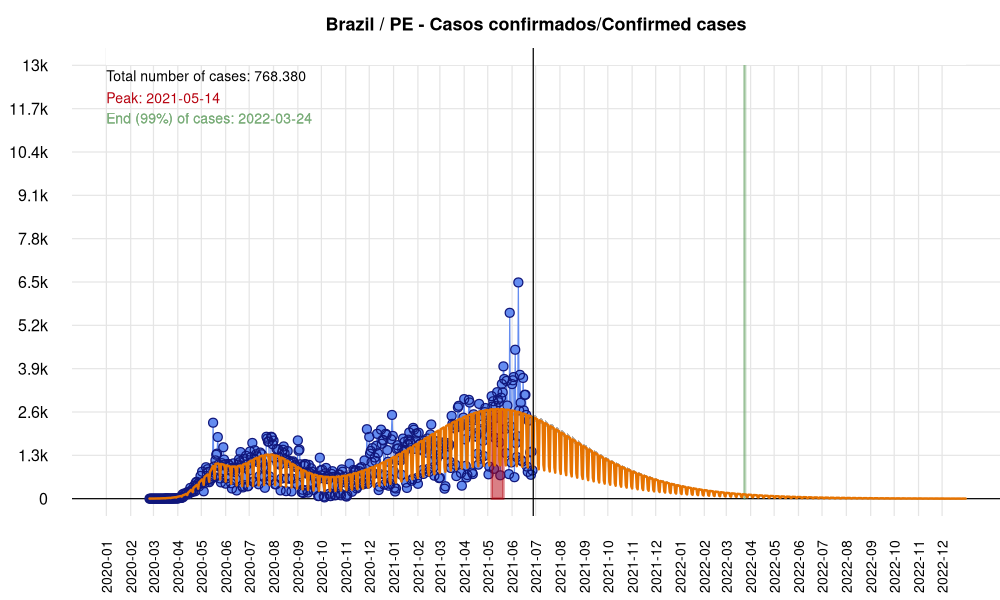 Brazil / PE - Casos confirmados/Confirmed cases
Total number of cases: 768.380
Peak: 2021-05-14
End (99%) of cases: 2022-03-24
13k
11.7k
10.4k
9.1k
7.8k
6.5k
5.2k
3.9k
2.6k
1.3k
0
2020-01
2020-02
2020-03
2020-04
2020-05
2020-06
2020-07
2020-08
2020-09
2020-10
2020-11
2020-12
2021-01
2021-02
2021-03
2021-04
2021-05
2021-06
2021-07
2021-08
2021-09
2021-10
2021-11
2021-12
2022-01
2022-02
2022-03
2022-04
2022-05
2022-06
2022-07
2022-08
2022-09
2022-10
2022-11
2022-12